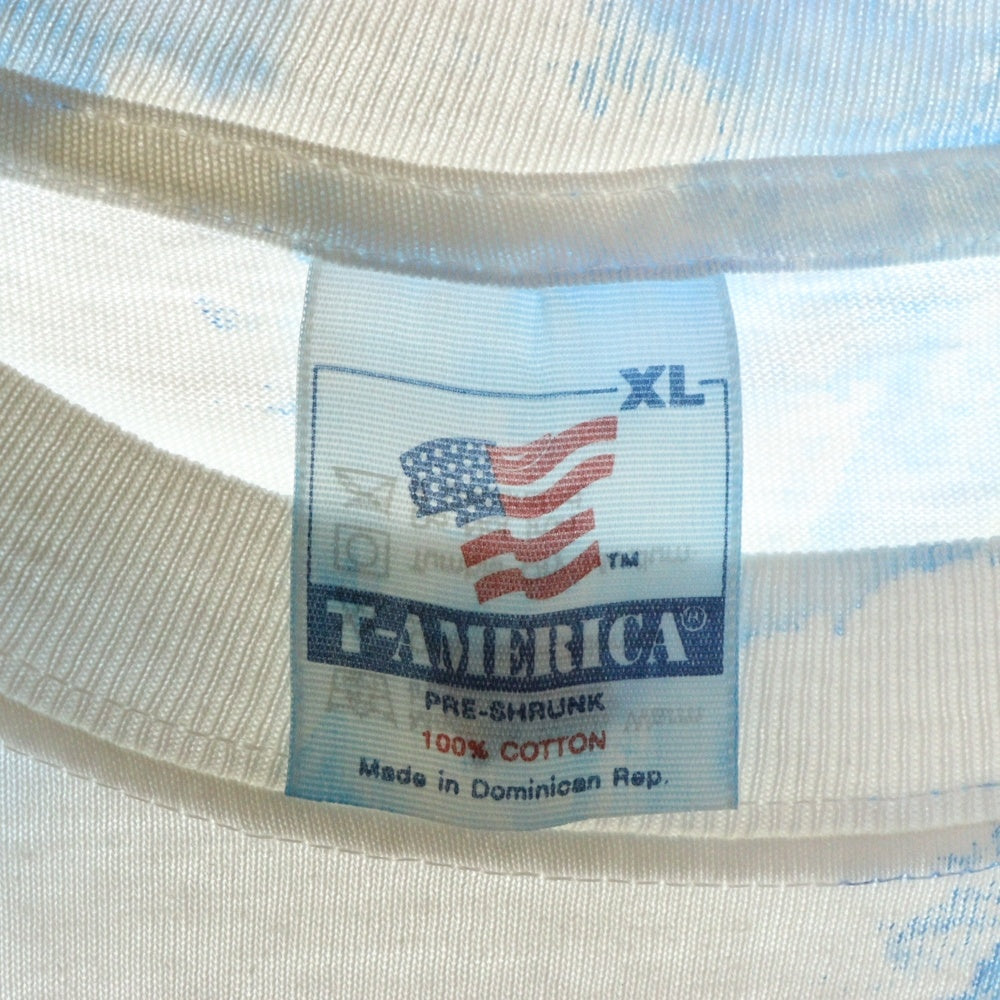 XL
TM
T-AMERICA®
PRE-SHRUNK
100% COTTON
Made in Dominican Rep.